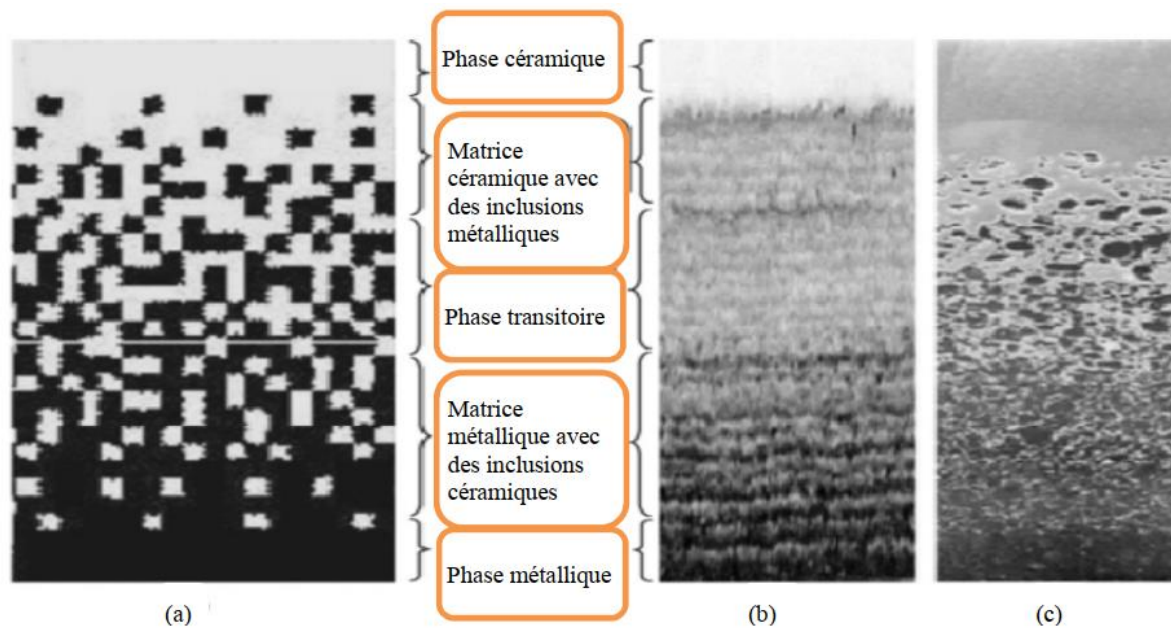 Phase céramique
Matrice
céramique avec
des inclusions
métalliques
Phase transitoire
Matrice
métallique avec
des inclusions
céramiques
Phase métallique
(a)
(b)
(c)